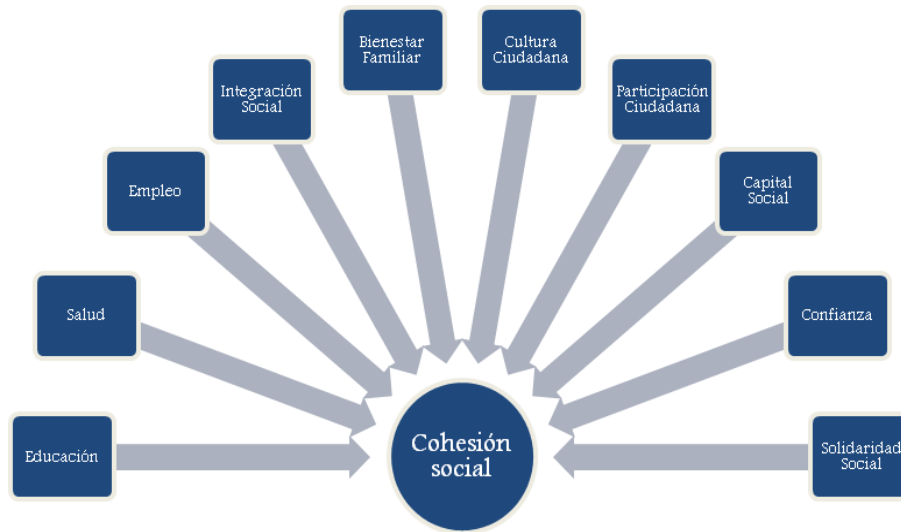 Bienestar
Familiar
Cultura
Ciudadana
Integración
Social
Participación
Ciudadana
Empleo
Capital
Social
Salud
Confianza
Educación
Cohesión
social
Solidaridad
Social